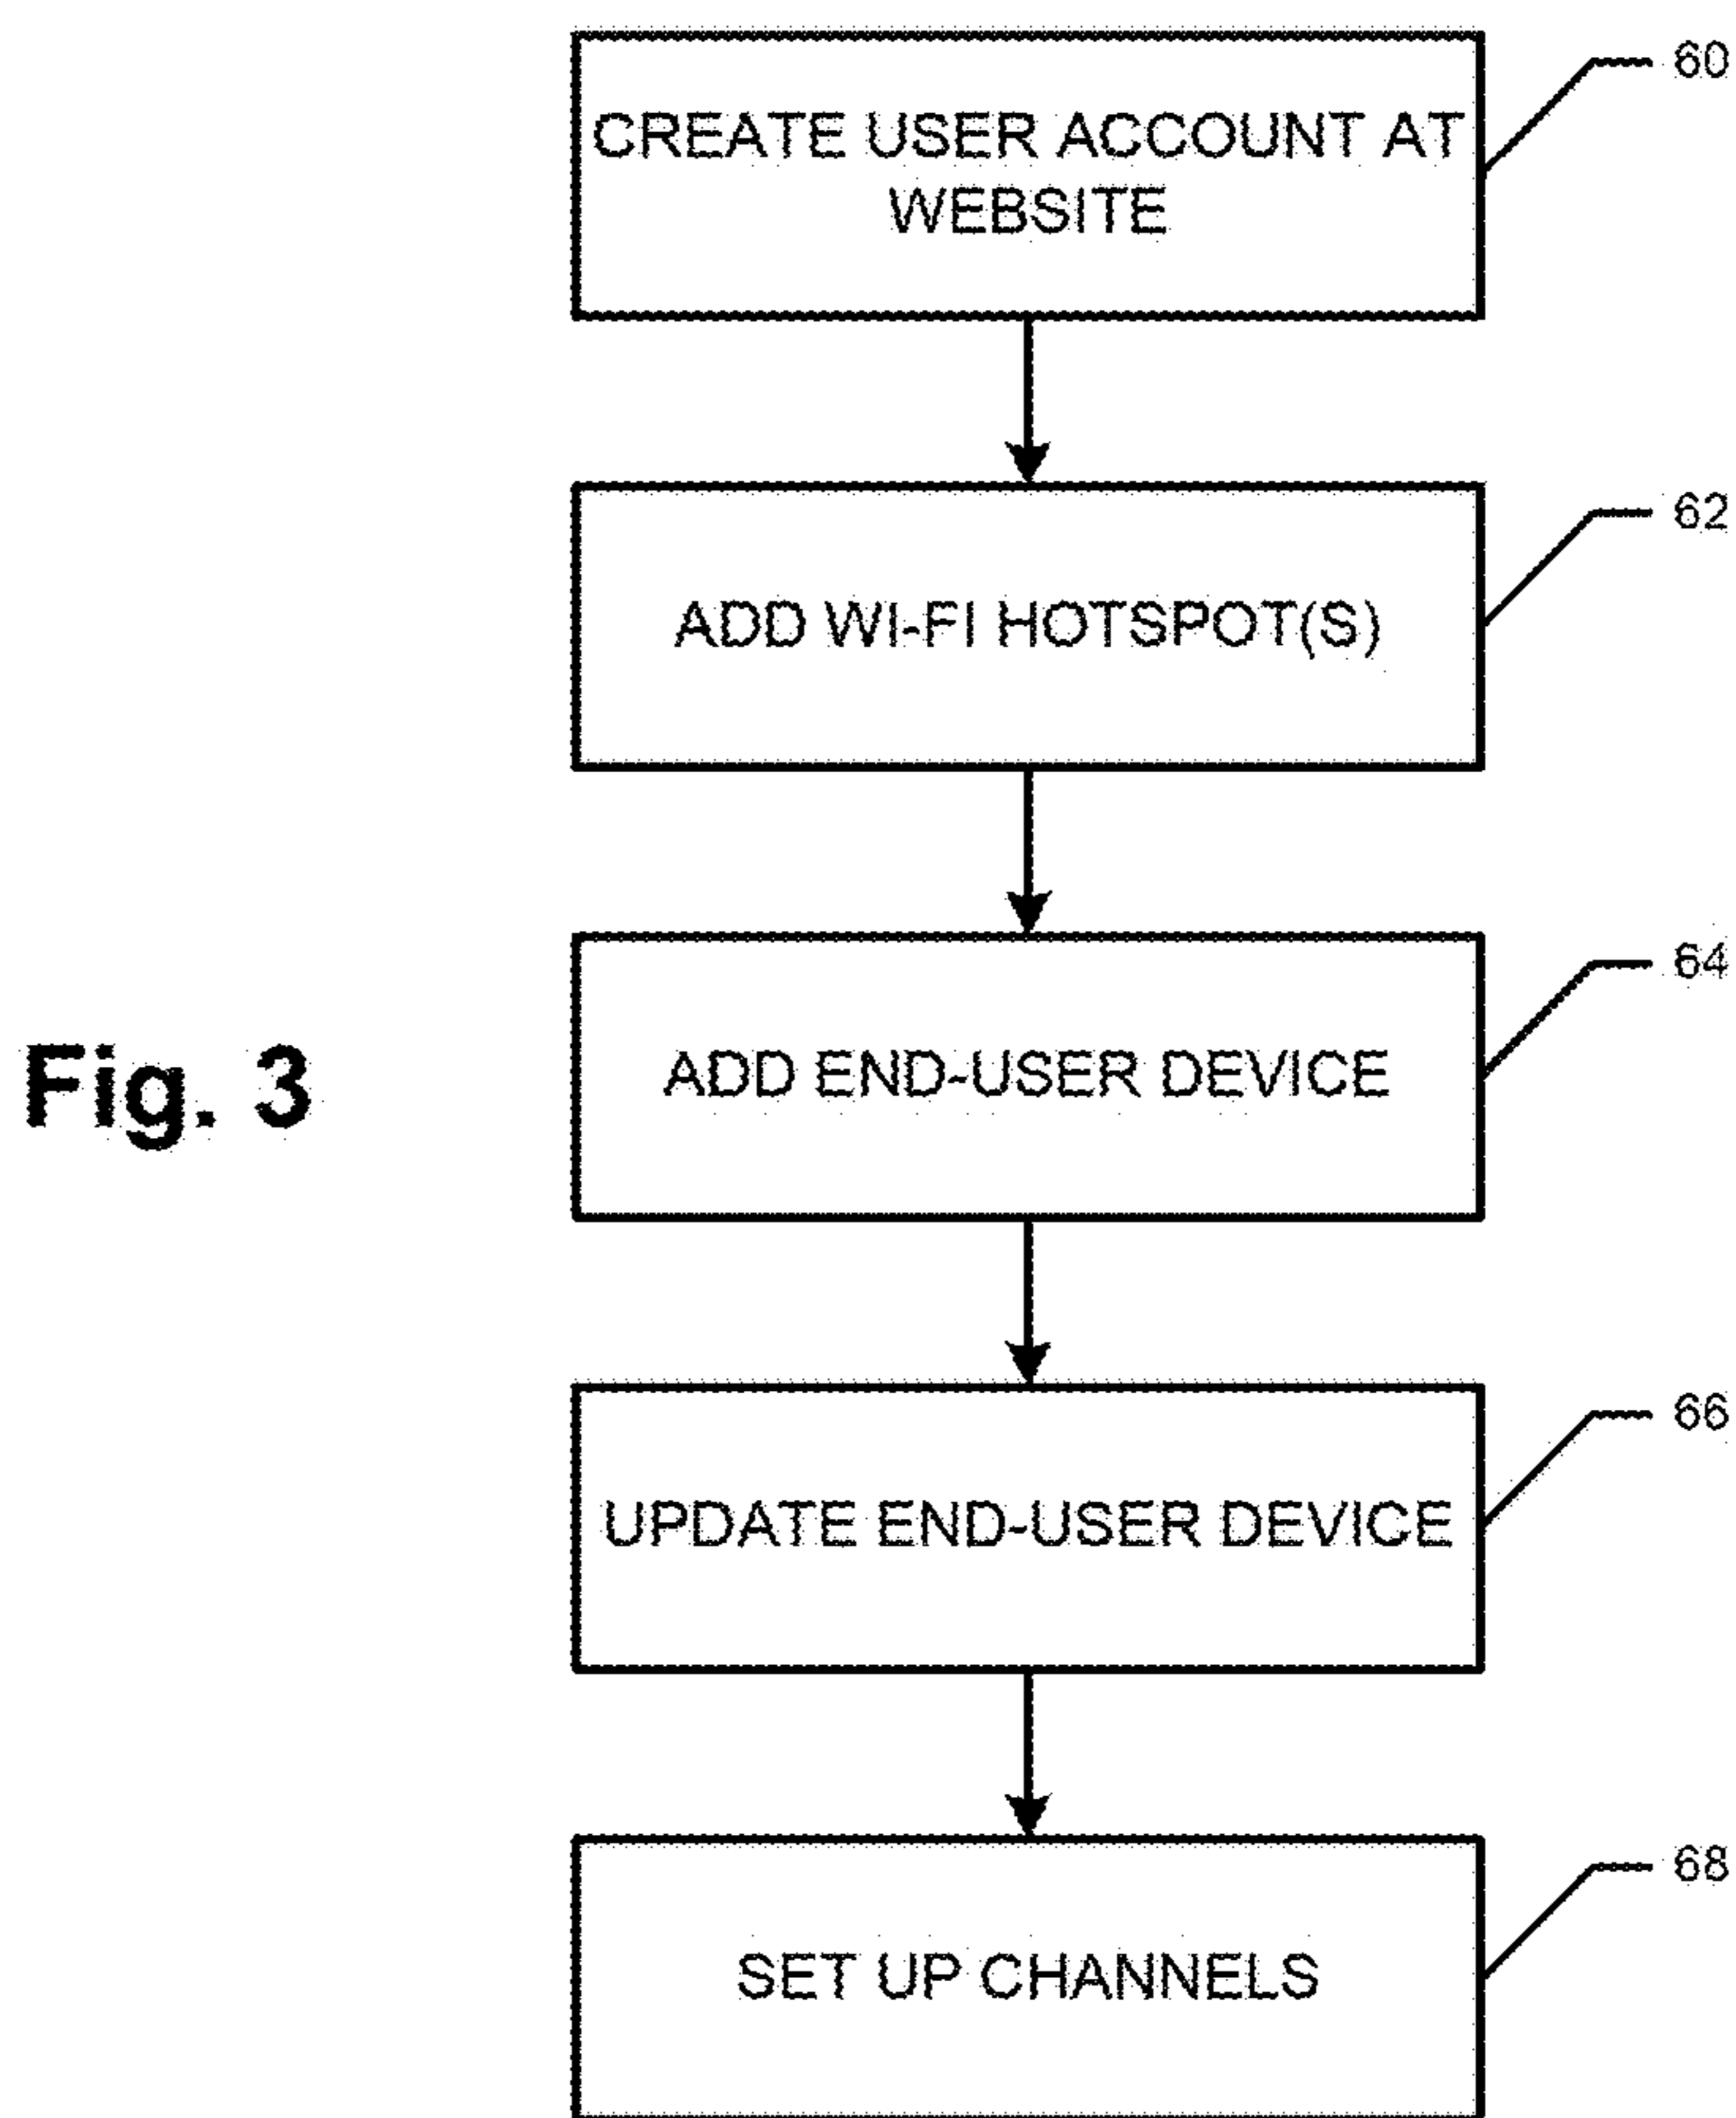 60
CREATE USER ACCOUNT AT
WEBSITE
62
ADD WI-FI HOTSPOT(S)
64
ADD END-USER DEVICE
Fig. 3
66
UPDATE END-USER DEVICE
68
SET UP CHANNELS